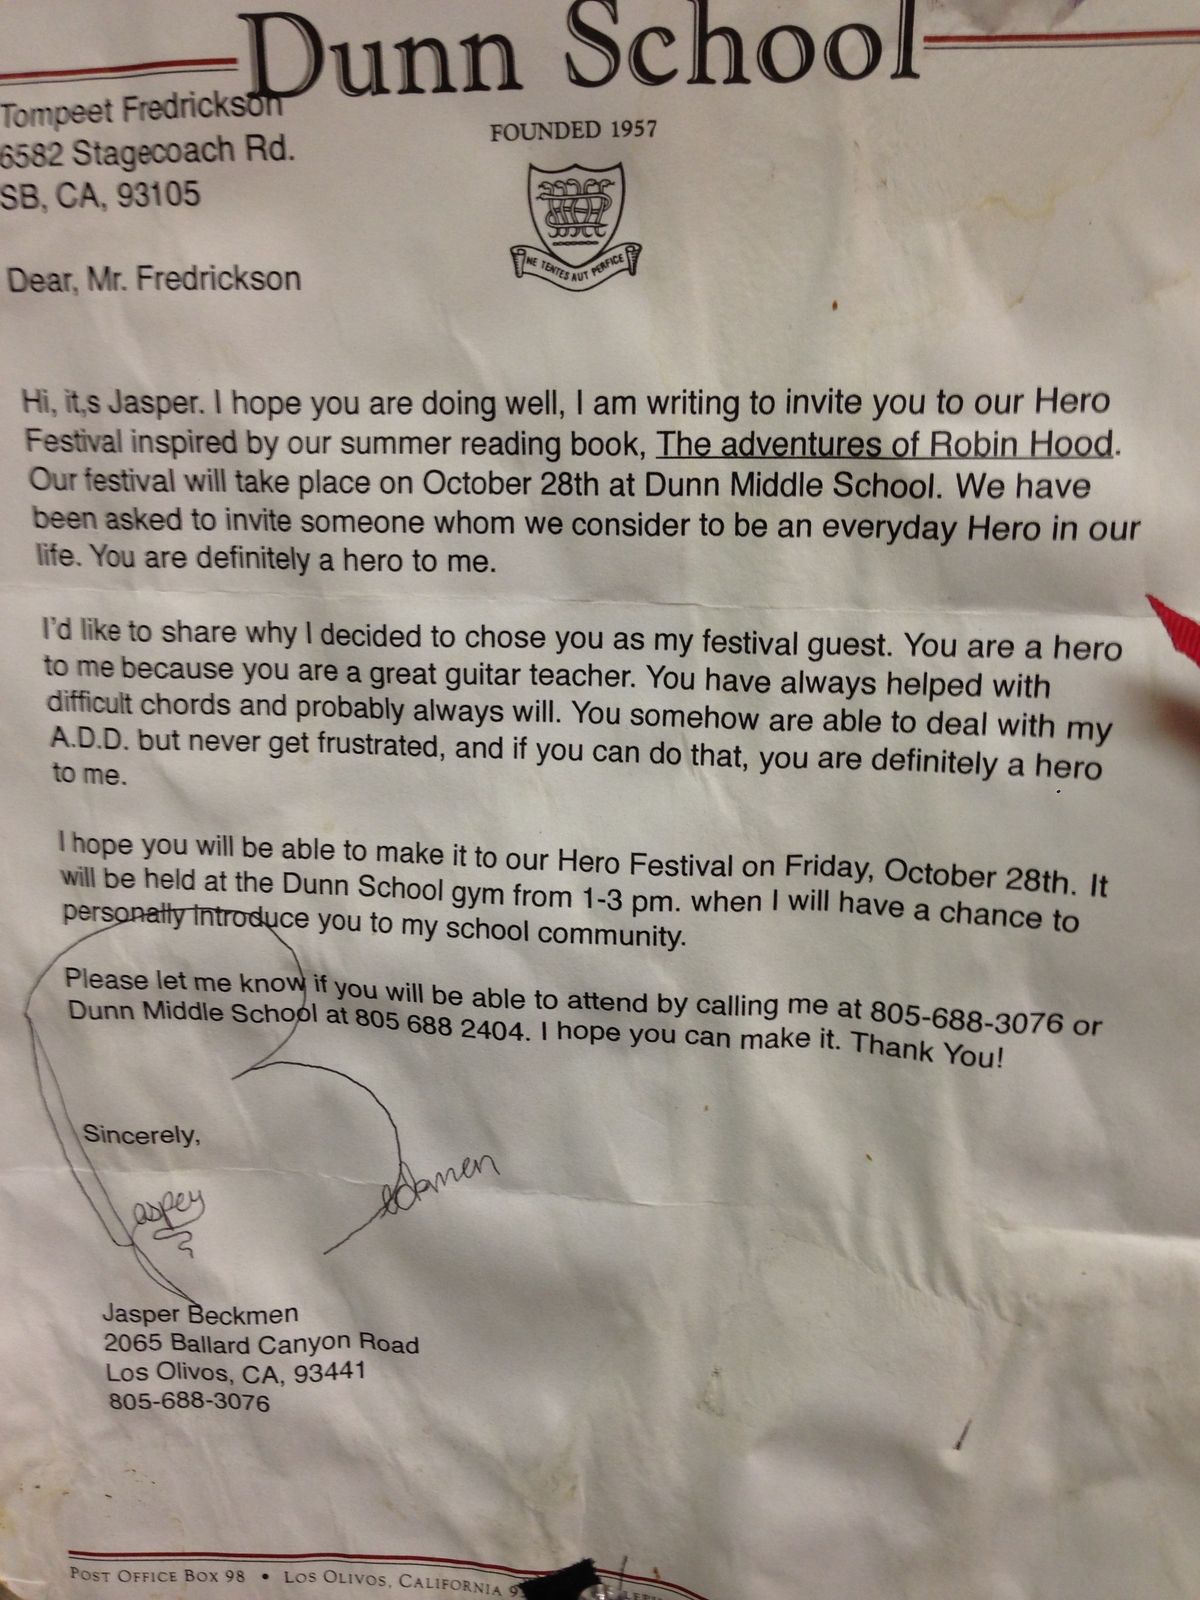 Dunn School
Tompeet Fredrickson
6582 Stagecoach Rd.
SB, CA, 93105
FOUNDED 1957
NE TENTES AUT PERFICE
Dear, Mr. Fredrickson
Hi, it,s Jasper. I hope you are doing well, I am writing to invite you to our Hero
Festival inspired by our summer reading book, The adventures of Robin Hood.
Our festival will take place on October 28th at Dunn Middle School. We have
been asked to invite someone whom we consider to be an everyday Hero in our
life. You are definitely a hero to me.
I'd like to share why I decided to chose you as my festival guest. You are a hero
to me because you are a great guitar teacher. You have always helped with
difficult chords and probably always will. You somehow are able to deal with my
A.D.D. but never get frustrated, and if you can do that, you are definitely a hero
to me.
I hope you will be able to make it to our Hero Festival on Friday, October 28th. It
will be held at the Dunn School gym from 1-3 pm. when I will have a chance to
personally introduce you to my school community.
Please let me know if you will be able to attend by calling me at 805-688-3076 or
Dunn Middle School at 805 688 2404. I hope you can make it. Thank You!
Sincerely,
Jasper Beckmen
Jasper Beckmen
2065 Ballard Canyon Road
Los Olivos, CA, 93441
805-688-3076
POST OFFICE BOX 98 • LOS OLIVOS, CALIFORNIA